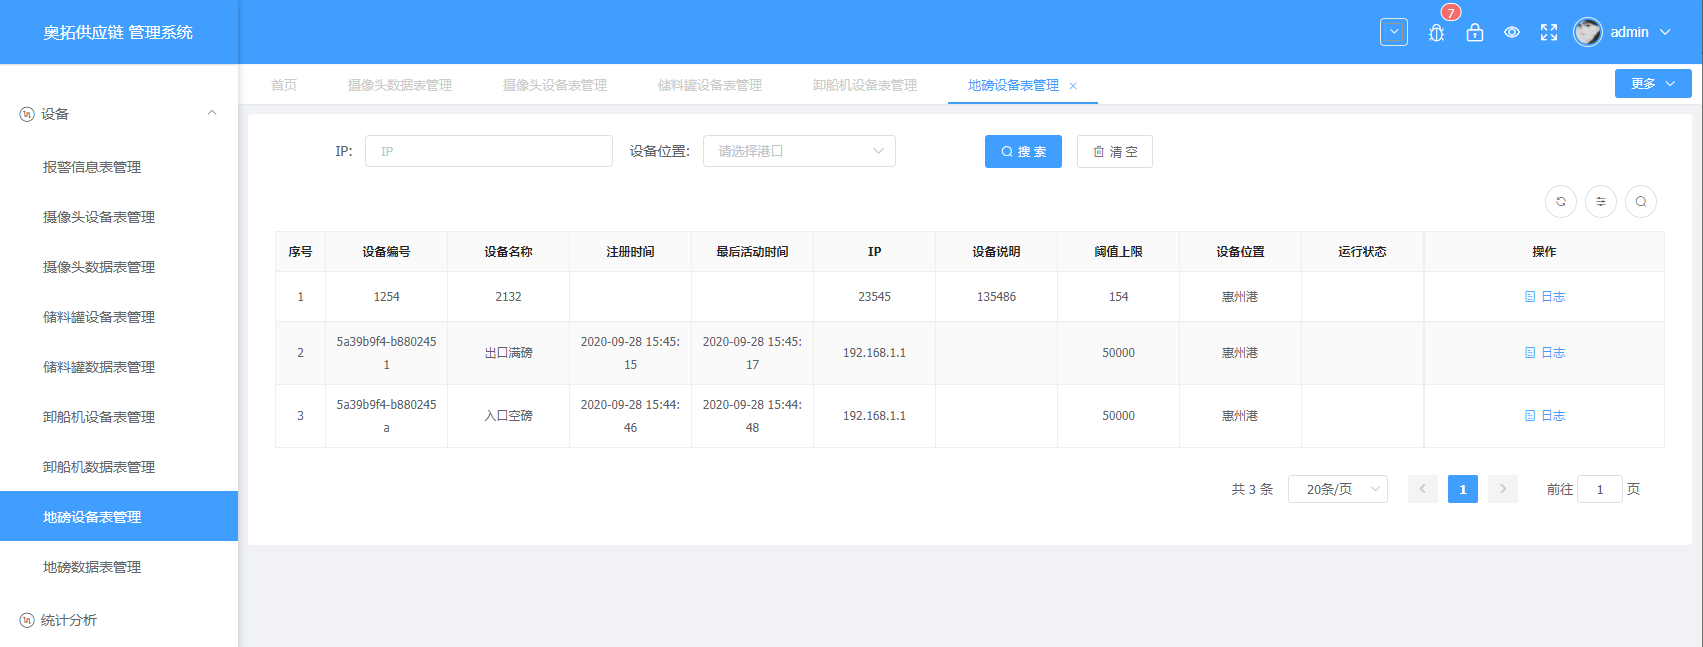 奥拓供应链 管理系统
7
admin
首页 摄像头数据表管理 摄像头设备表管理 储料罐设备表管理 卸船机设备表管理 地磅设备表管理 ×
更多
设备
报警信息表管理
摄像头设备表管理
摄像头数据表管理
储料罐设备表管理
储料罐数据表管理
卸船机设备表管理
卸船机数据表管理
地磅设备表管理
地磅数据表管理
统计分析
IP: IP 设备位置: 请选择港口 搜 索 清 空
序号 设备编号 设备名称 注册时间 最后活动时间 IP 设备说明 阈值上限 设备位置 运行状态 操作
1 1254 2132 23545 135486 154 惠州港 日志
2 5a39b9f4-b880245 出口满磅 2020-09-28 15:45: 2020-09-28 15:45: 192.168.1.1 50000 惠州港 日志
1 15 17
3 5a39b9f4-b880245 入口空磅 2020-09-28 15:44: 2020-09-28 15:44: 192.168.1.1 50000 惠州港 日志
a 46 48
共 3 条 20条/页 < 1 > 前往 1 页